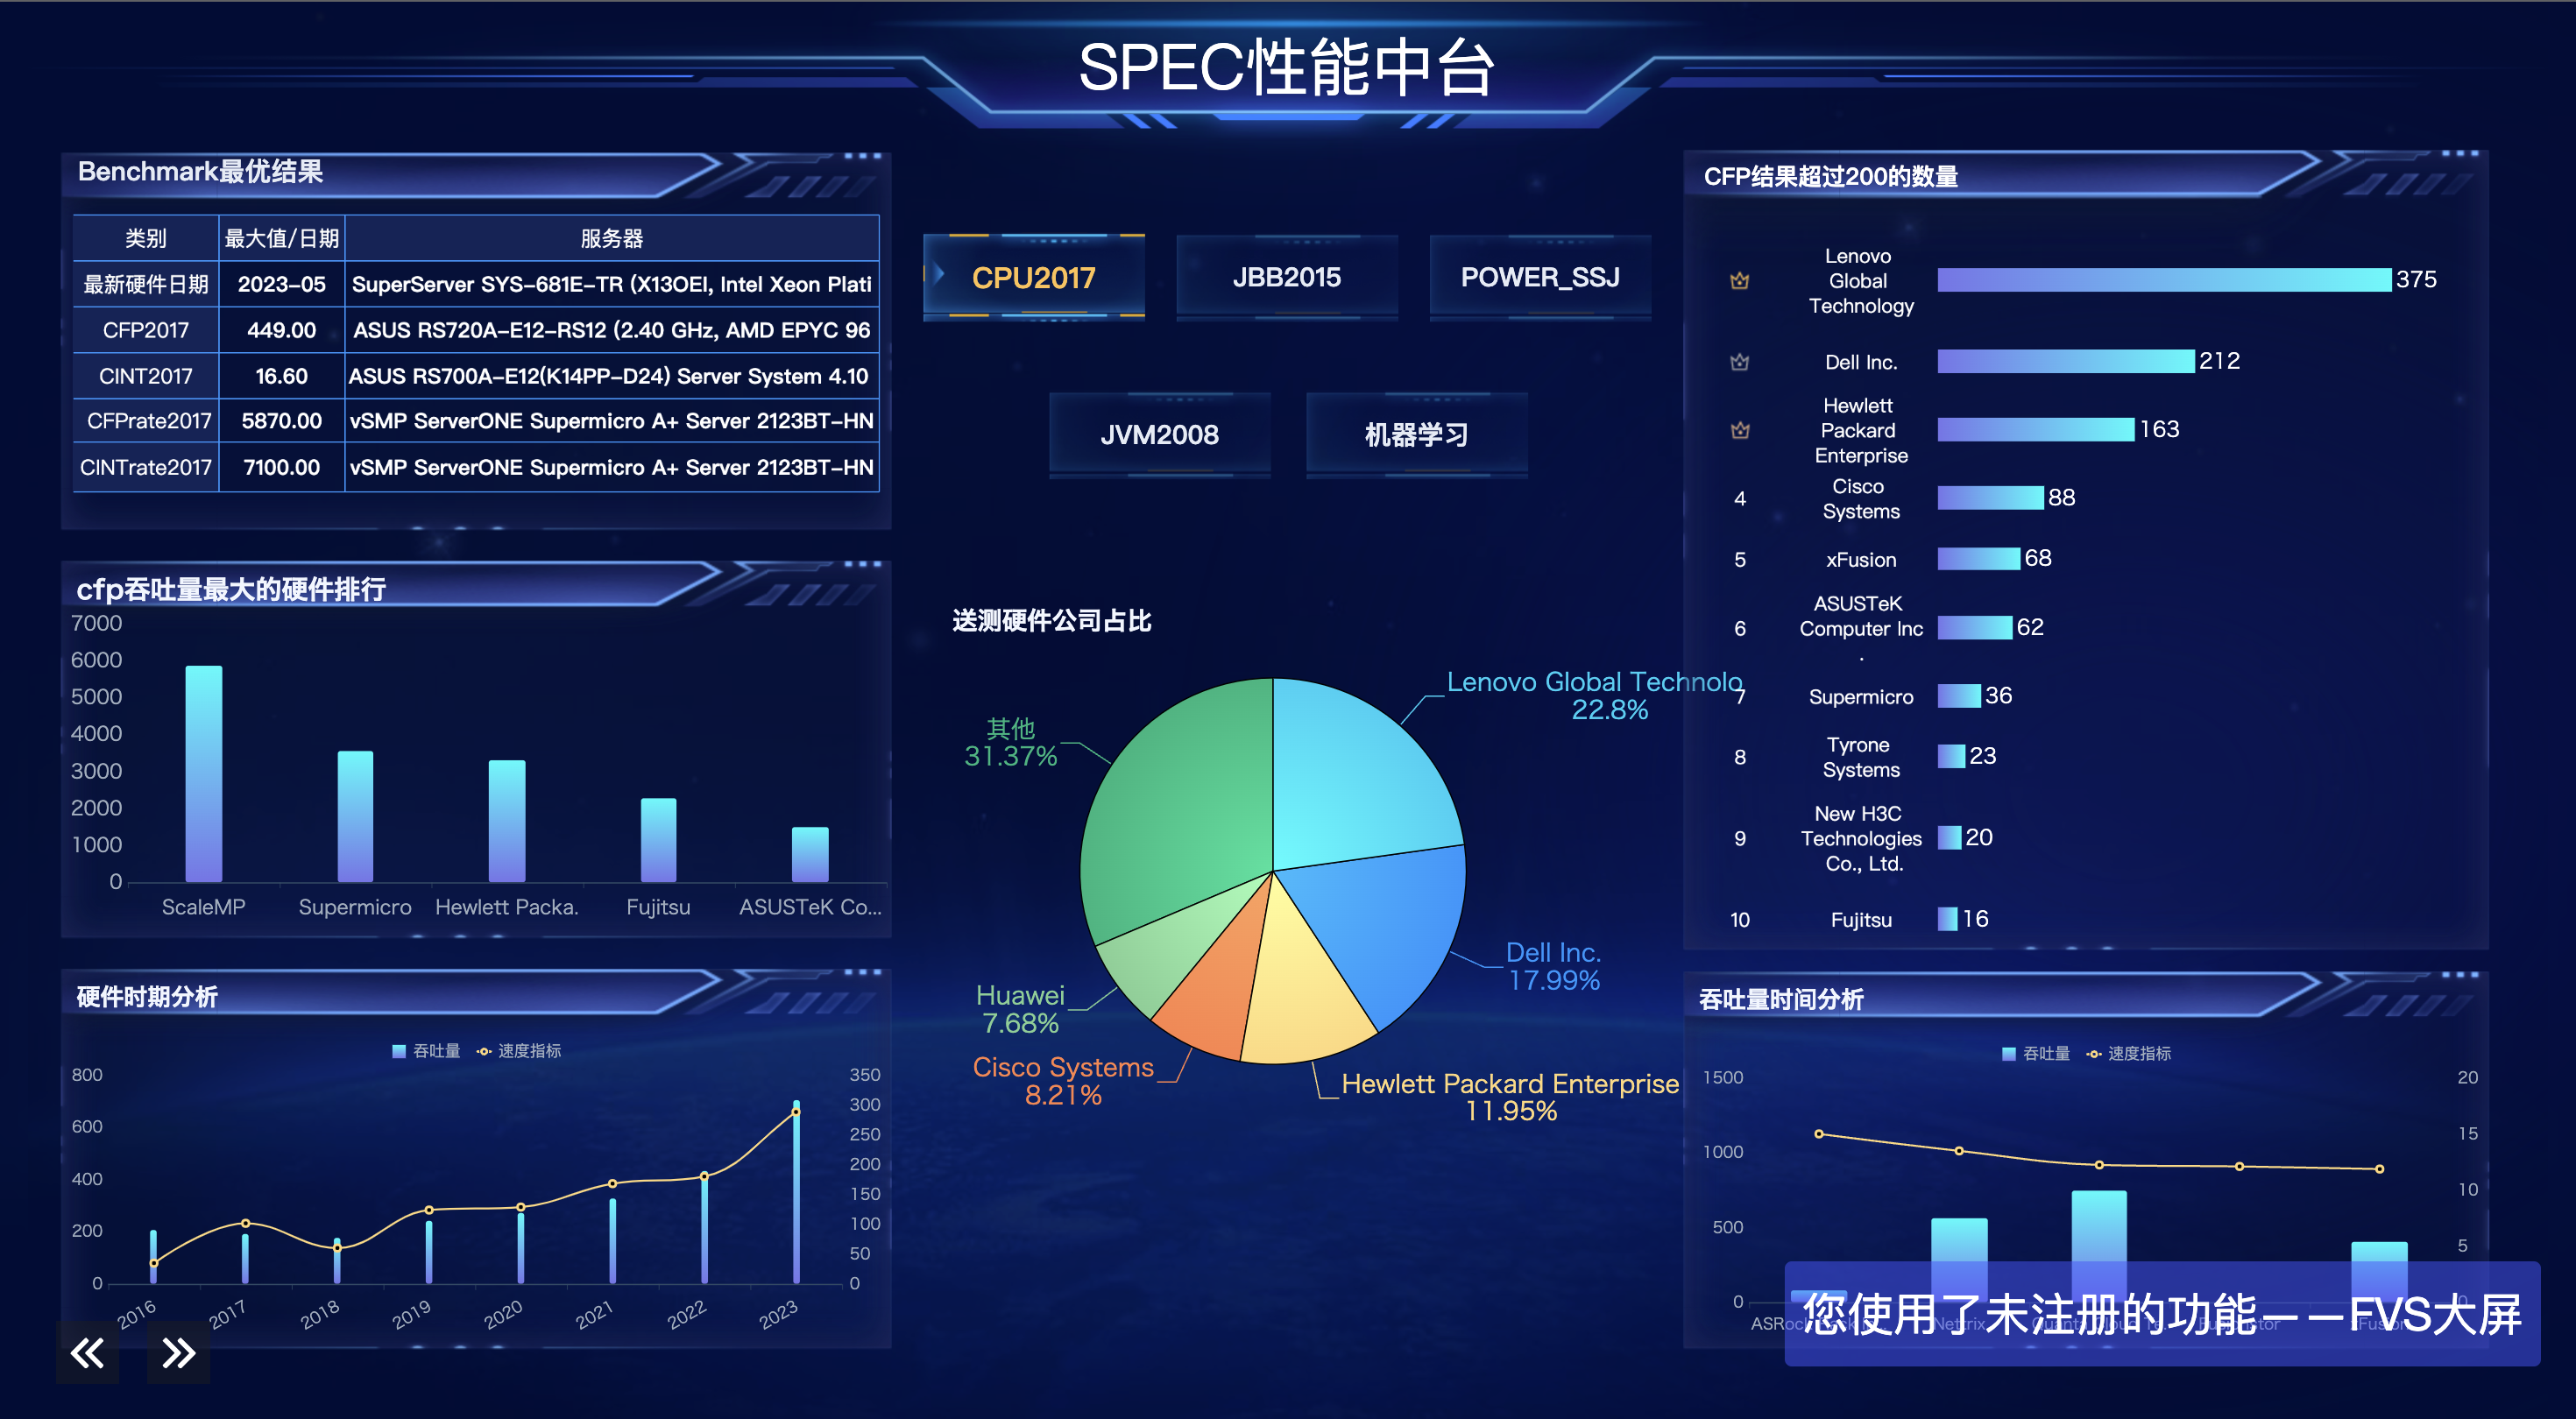 SPEC性能中台
Benchmark最优结果
类别 最大值/日期 服务器
最新硬件日期 2023-05 SuperServer SYS-681E-TR (X13OEI, Intel Xeon Plati
CFP2017 449.00 ASUS RS720A-E12-RS12 (2.40 GHz, AMD EPYC 96
CINT2017 16.60 ASUS RS700A-E12(K14PP-D24) Server System 4.10
CFPrate2017 5870.00 vSMP ServerONE Supermicro A+ Server 2123BT-HN
CINTrate2017 7100.00 vSMP ServerONE Supermicro A+ Server 2123BT-HN
cfp吞吐量最大的硬件排行
7000
6000
5000
4000
3000
2000
1000
0
ScaleMP Supermicro Hewlett Packa. Fujitsu ASUSTeK Co...
硬件时期分析
吞吐量 速度指标
800 350
300
600
250
400 200
150
200 100
50
0 0
2016 2017 2018 2019 2020 2021 2022 2023
CPU2017 JBB2015 POWER_SSJ
JVM2008 机器学习
送测硬件公司占比
Lenovo Global Technolo
22.8%
其他
31.37%
Dell Inc.
17.99%
Huawei
7.68%
Cisco Systems
8.21%
Hewlett Packard Enterprise
11.95%
CFP结果超过200的数量
Lenovo
Global
Technology
375
Dell Inc. 212
Hewlett
Packard
Enterprise
163
4 Cisco
Systems
88
5 xFusion 68
6 ASUSTeK
Computer Inc
.
62
7 Supermicro 36
8 Tyrone
Systems
23
9 New H3C
Technologies
Co., Ltd.
20
10 Fujitsu 16
吞吐量时间分析
吞吐量 速度指标
1500 20
15
1000
10
500
5
0 0
ASRock Nettrix
您使用了未注册的功能——FVS大屏